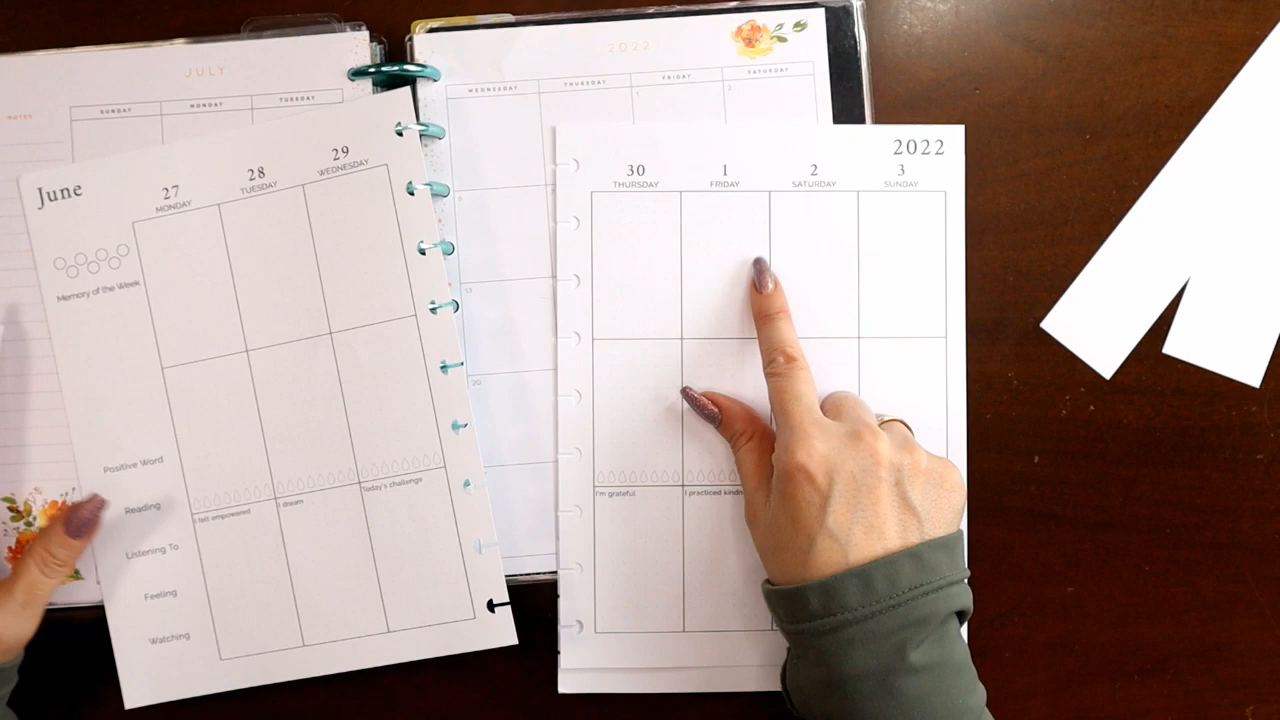 JULY
NOTES
SUNDAY MONDAY TUESDAY
2022
WEDNESDAY THURSDAY FRIDAY SATURDAY
1 2
13
20
June
27 28 29
MONDAY TUESDAY WEDNESDAY
Memory of the Week
Positive Word
Reading
Listening To
Feeling
Watching
I felt empowered I dream Today's challenge
2022
30 1 2 3
THURSDAY FRIDAY SATURDAY SUNDAY
I'm grateful I practiced